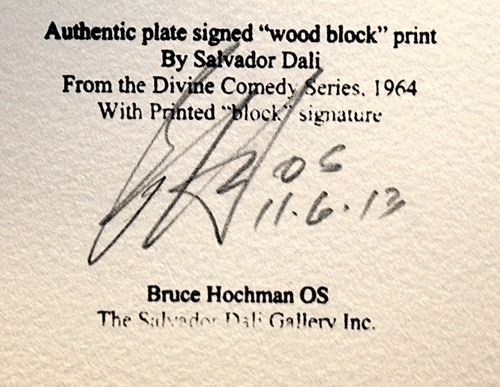 Authentic plate signed “wood block” print
By Salvador Dali
From the Divine Comedy Series, 1964
With Printed “block” signature
OS
11.6.13
Bruce Hochman OS
The Salvador Dali Gallery Inc.